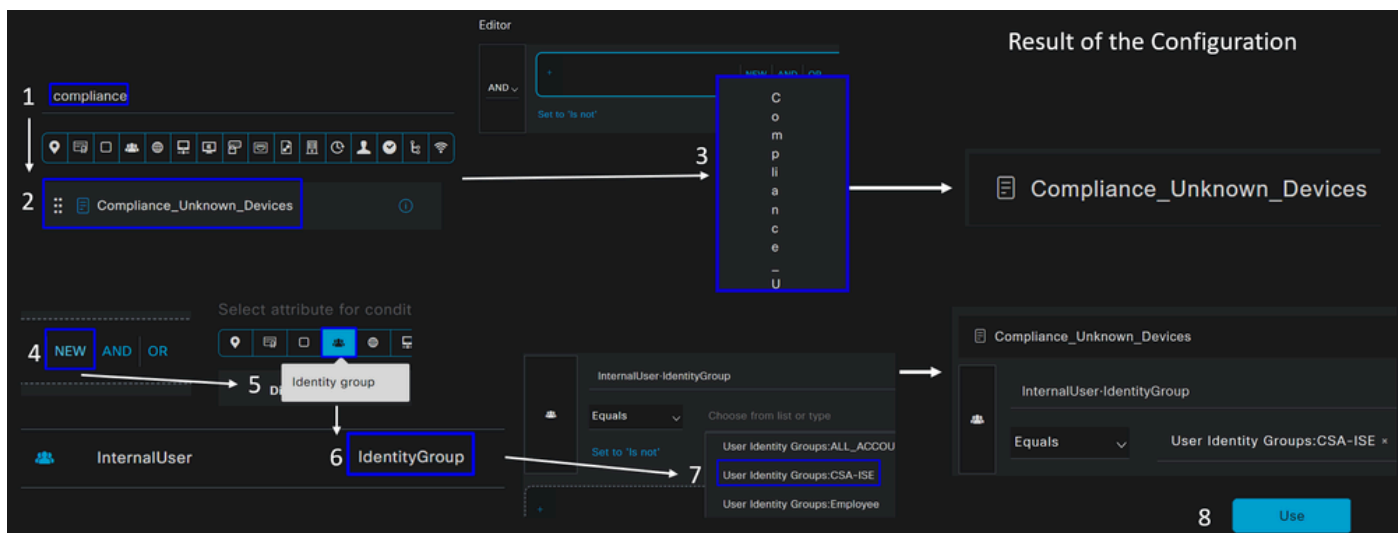 Editor
Result of the Configuration
1 compliance
AND
NEW AND OR
Set to 'Is not'
2 Compliance_Unknown_Devices
3
C
o
m
p
li
a
n
c
e
_
U
Compliance_Unknown_Devices
Select attribute for condit
4 NEW AND OR
5
Identity group
InternalUser
6 IdentityGroup
InternalUser·IdentityGroup
Equals
Choose from list or type
Set to 'Is not'
User Identity Groups:ALL_ACCOU
7 User Identity Groups:CSA-ISE
User Identity Groups:Employee
Compliance_Unknown_Devices
InternalUser·IdentityGroup
Equals
User Identity Groups:CSA-ISE ×
8 Use